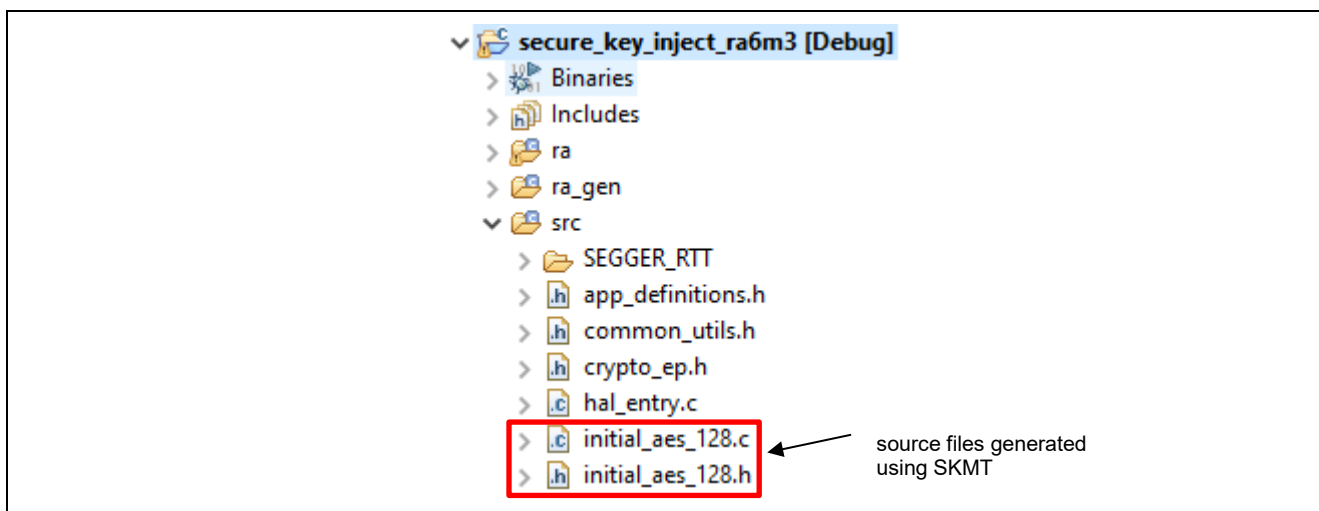 secure_key_inject_ra6m3 [Debug]
Binaries
Includes
ra
ra_gen
src
SEGGER_RTT
app_definitions.h
common_utils.h
crypto_ep.h
hal_entry.c
initial_aes_128.c
initial_aes_128.h
source files generated
using SKMT